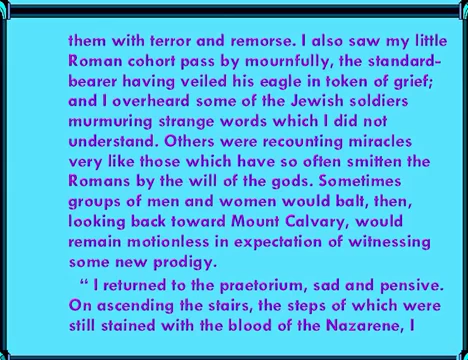 them with terror and remorse. I also saw my little
Roman cohort pass by mournfully, the standard-
bearer having veiled his eagle in token of grief;
and I overheard some of the Jewish soldiers
murmuring strange words which I did not
understand. Others were recounting miracles
very like those which have so often smitten the
Romans by the will of the gods. Sometimes
groups of men and women would balt, then,
looking back toward Mount Calvary, would
remain motionless in expectation of witnessing
some new prodigy.
“ I returned to the praetorium, sad and pensive.
On ascending the stairs, the steps of which were
still stained with the blood of the Nazarene, I